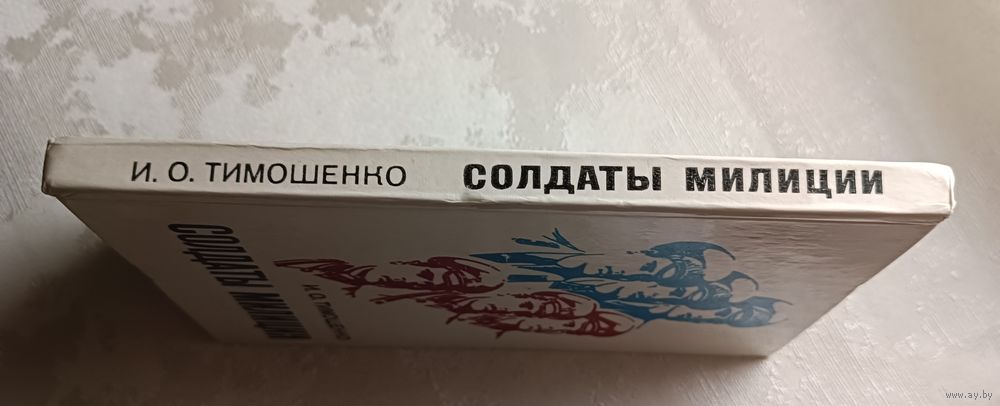 И. О. ТИМОШЕНКО СОЛДАТЫ МИЛИЦИИ
СОЛДАТЫ МИЛИЦИИ
И. О. ТИМОШЕНКО
www.ay.by